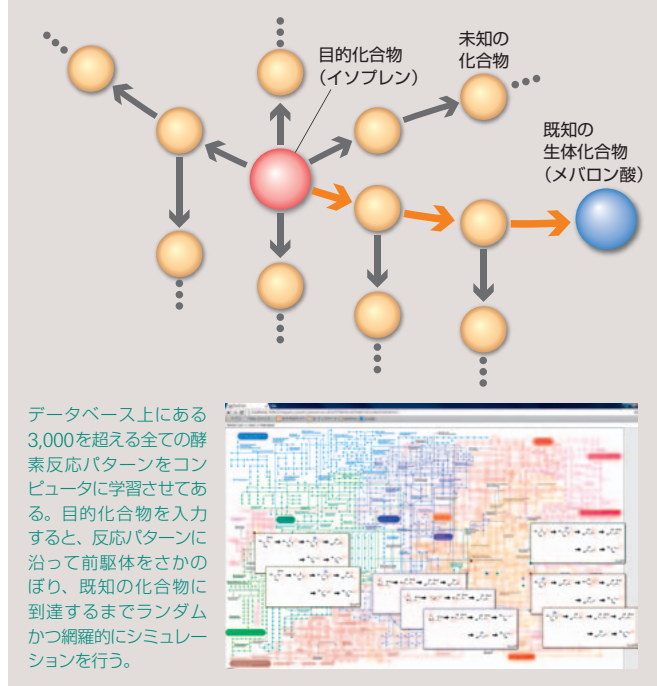 目的化合物
（イソプレン）
未知の
化合物
既知の
生体化合物
（メバロン酸）
データベース上にある
3,000を超える全ての酵
素反応パターンをコン
ピュータに学習させてあ
る。目的化合物を入力
すると、反応パターンに
沿って前駆体をさかの
ぼり、既知の化合物に
到達するまでランダム
かつ網羅的にシミュレー
ションを行う。